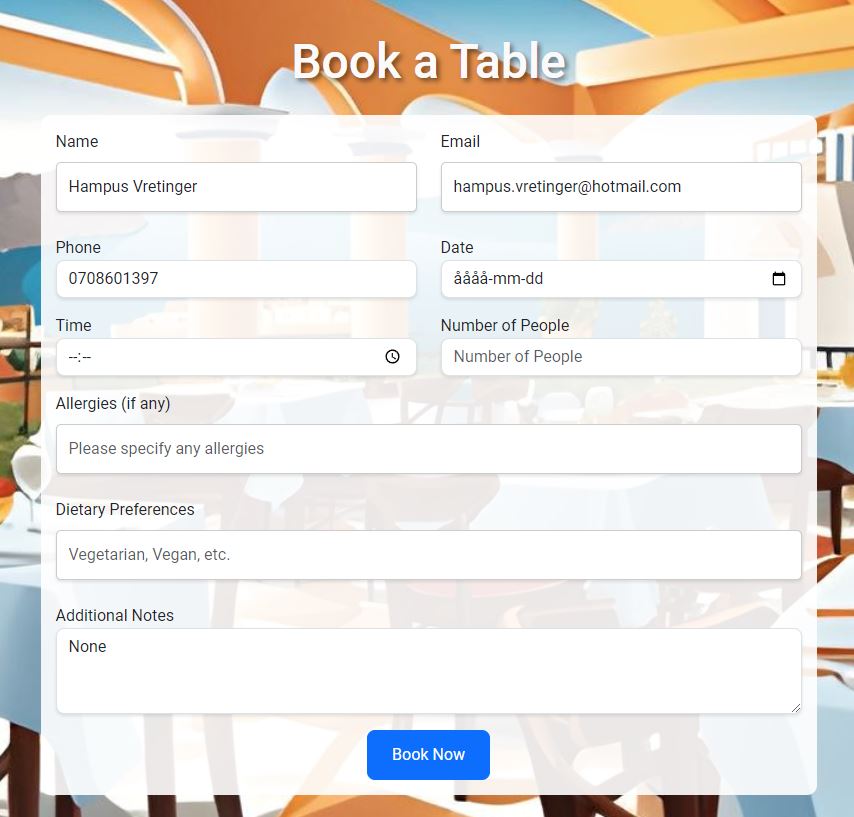 Book a Table
Name
Email
Hampus Vretinger
hampus.vretinger@hotmail.com
Phone
Date
0708601397
åååå-mm-dd
Time
Number of People
--:--
Number of People
Allergies (if any)
Please specify any allergies
Dietary Preferences
Vegetarian, Vegan, etc.
Additional Notes
None
Book Now